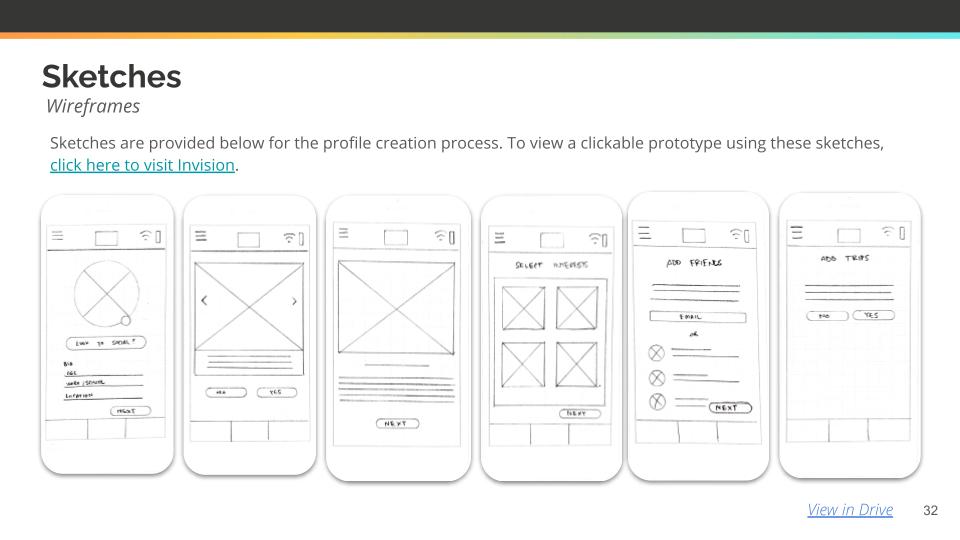 Sketches
Wireframes
Sketches are provided below for the profile creation process. To view a clickable prototype using these sketches,
click here to visit Invision.
LINK TO SOCIAL?
BIO
AGE
WORK/SCHOOL
LOCATION
NEXT
NO
YES
NEXT
SELECT INTERESTS
NEXT
ADD FRIENDS
EMAIL
OR
NEXT
ADD TRIPS
YES
View in Drive
32